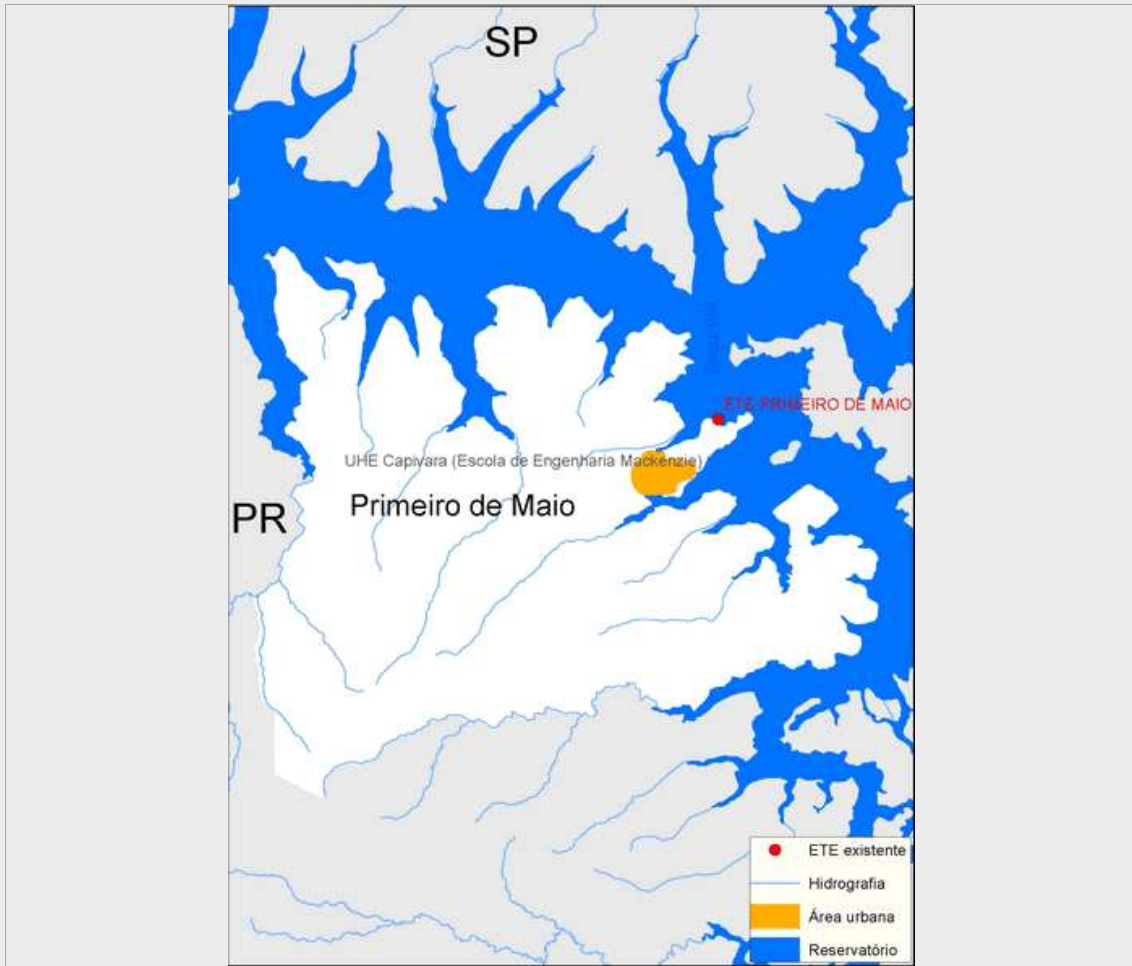 SP
ETE PRIMEIRO DE MAIO
UHE Capivara (Escola de Engenharia Mackenzie)
Primeiro de Maio
PR
ETE existente
Hidrografia
Área urbana
Reservatório